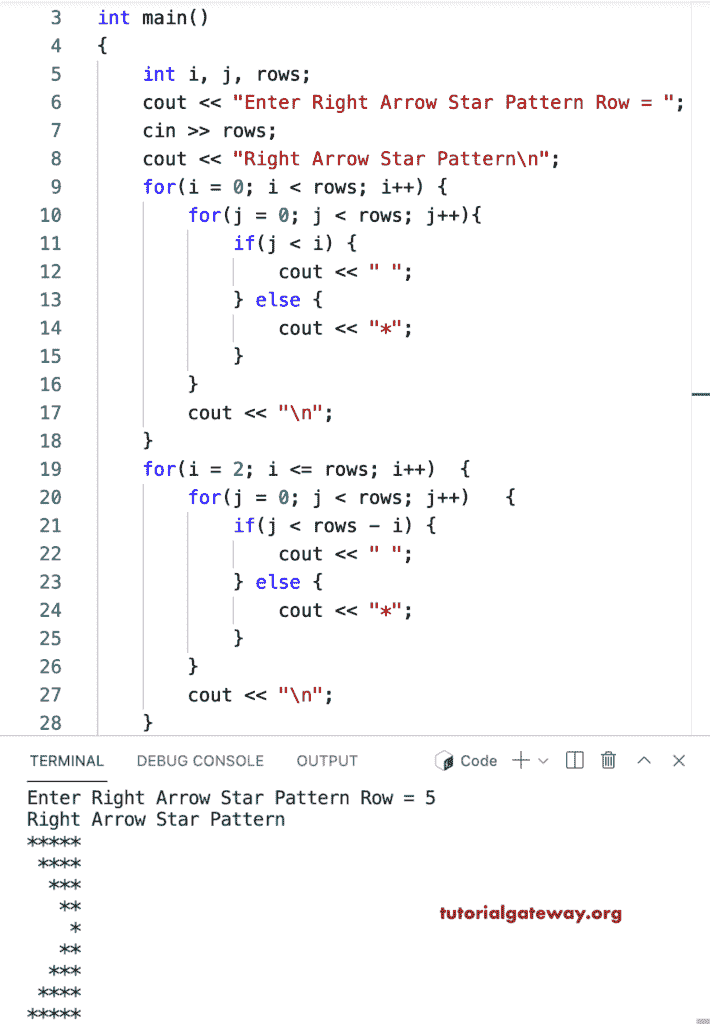 3 int main()
4 {
5     int i, j, rows;
6     cout << "Enter Right Arrow Star Pattern Row = ";
7     cin >> rows;
8     cout << "Right Arrow Star Pattern\n";
9     for(i = 0; i < rows; i++) {
10         for(j = 0; j < rows; j++){
11             if(j < i) {
12                 cout << " ";
13             } else {
14                 cout << "*";
15             }
16         }
17         cout << "\n";
18     }
19     for(i = 2; i <= rows; i++)  {
20         for(j = 0; j < rows; j++)   {
21             if(j < rows - i) {
22                 cout << " ";
23             } else {
24                 cout << "*";
25             }
26         }
27         cout << "\n";
28     }
TERMINAL DEBUG CONSOLE OUTPUT Code
Enter Right Arrow Star Pattern Row = 5
Right Arrow Star Pattern
*****
 ****
  ***
   ** tutorialgateway.org
    *
   **
  ***
 ****
*****